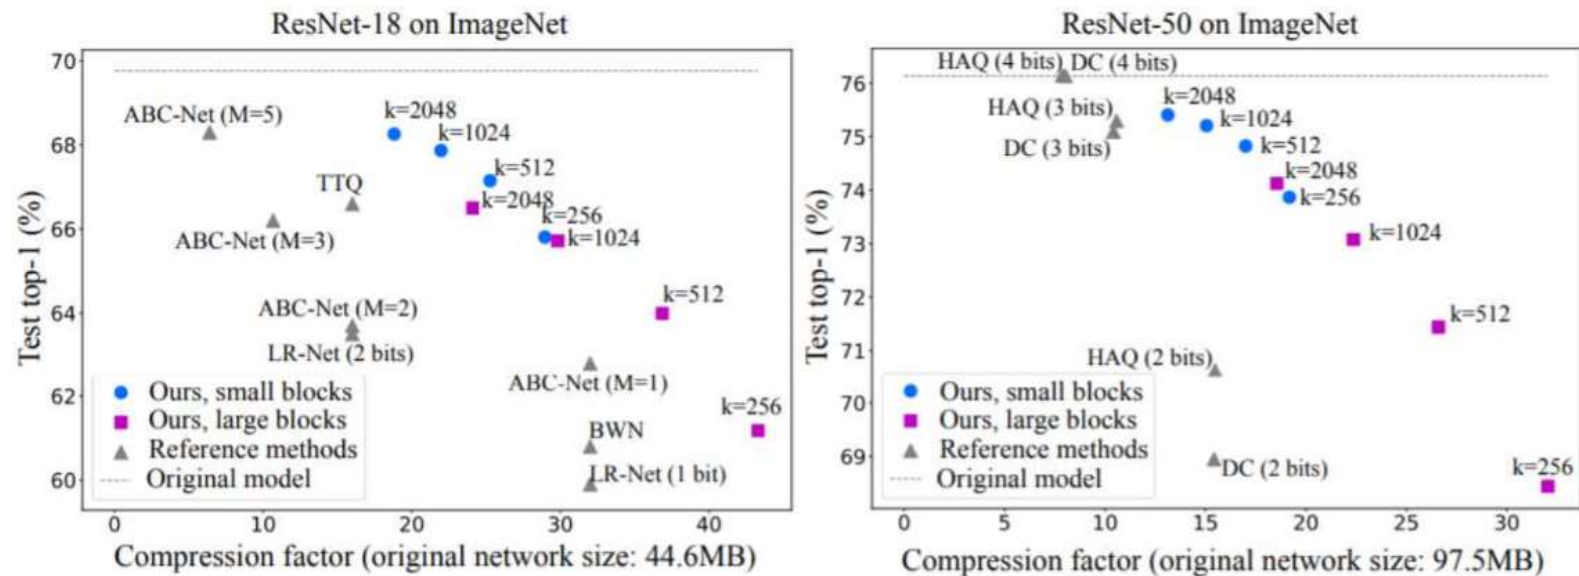 ResNet-18 on ImageNet
70
68
66
64
62
60
Test top-1 (%)
ABC-Net (M=5)
k=2048
k=1024
k=512
TTQ
k=2048
k=256
ABC-Net (M=3)
k=1024
k=512
ABC-Net (M=2)
LR-Net (2 bits)
ABC-Net (M=1)
k=256
BWN
LR-Net (1 bit)
Ours, small blocks
Ours, large blocks
Reference methods
Original model
0 10 20 30 40
Compression factor (original network size: 44.6MB)
ResNet-50 on ImageNet
76
75
74
73
72
71
70
69
Test top-1 (%)
HAQ (4 bits) DC (4 bits)
k=2048
HAQ (3 bits)
k=1024
DC (3 bits)
k=512
k=2048
k=256
k=1024
k=512
HAQ (2 bits)
DC (2 bits)
k=256
Ours, small blocks
Ours, large blocks
Reference methods
Original model
0 5 10 15 20 25 30
Compression factor (original network size: 97.5MB)